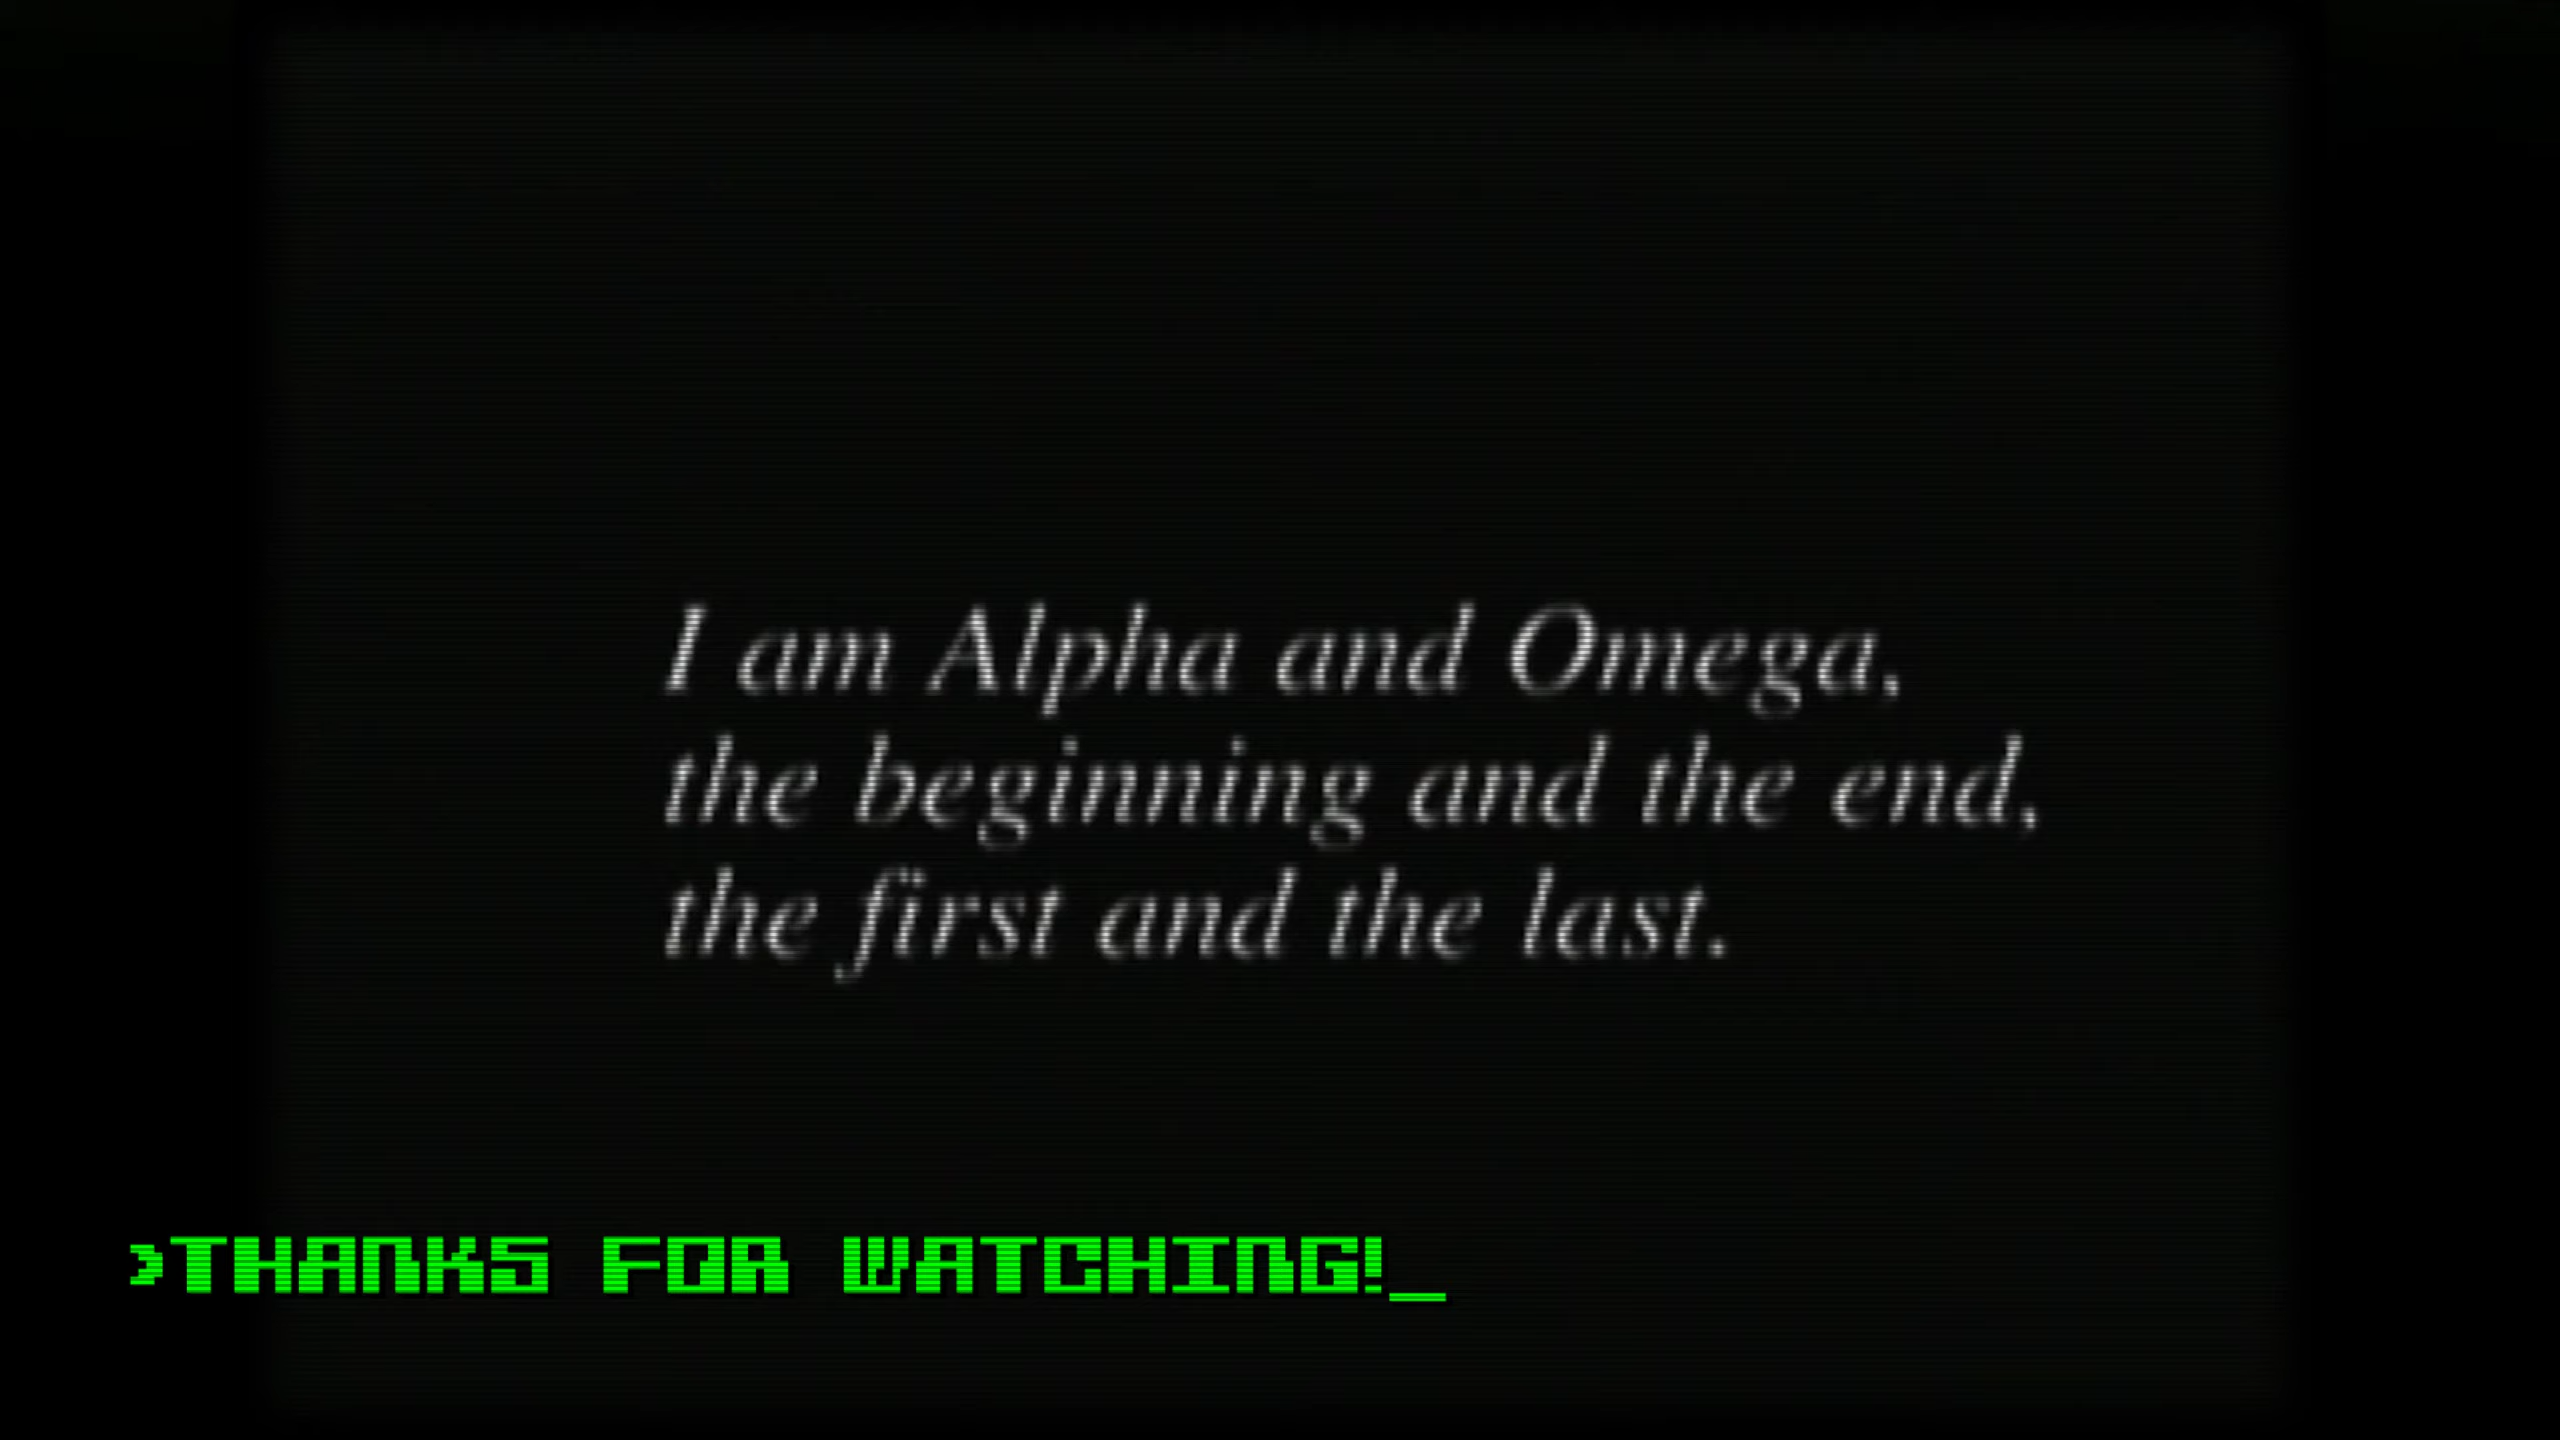 I am Alpha and Omega,
the beginning and the end,
the first and the last.
>THANKS FOR WATCHING!_